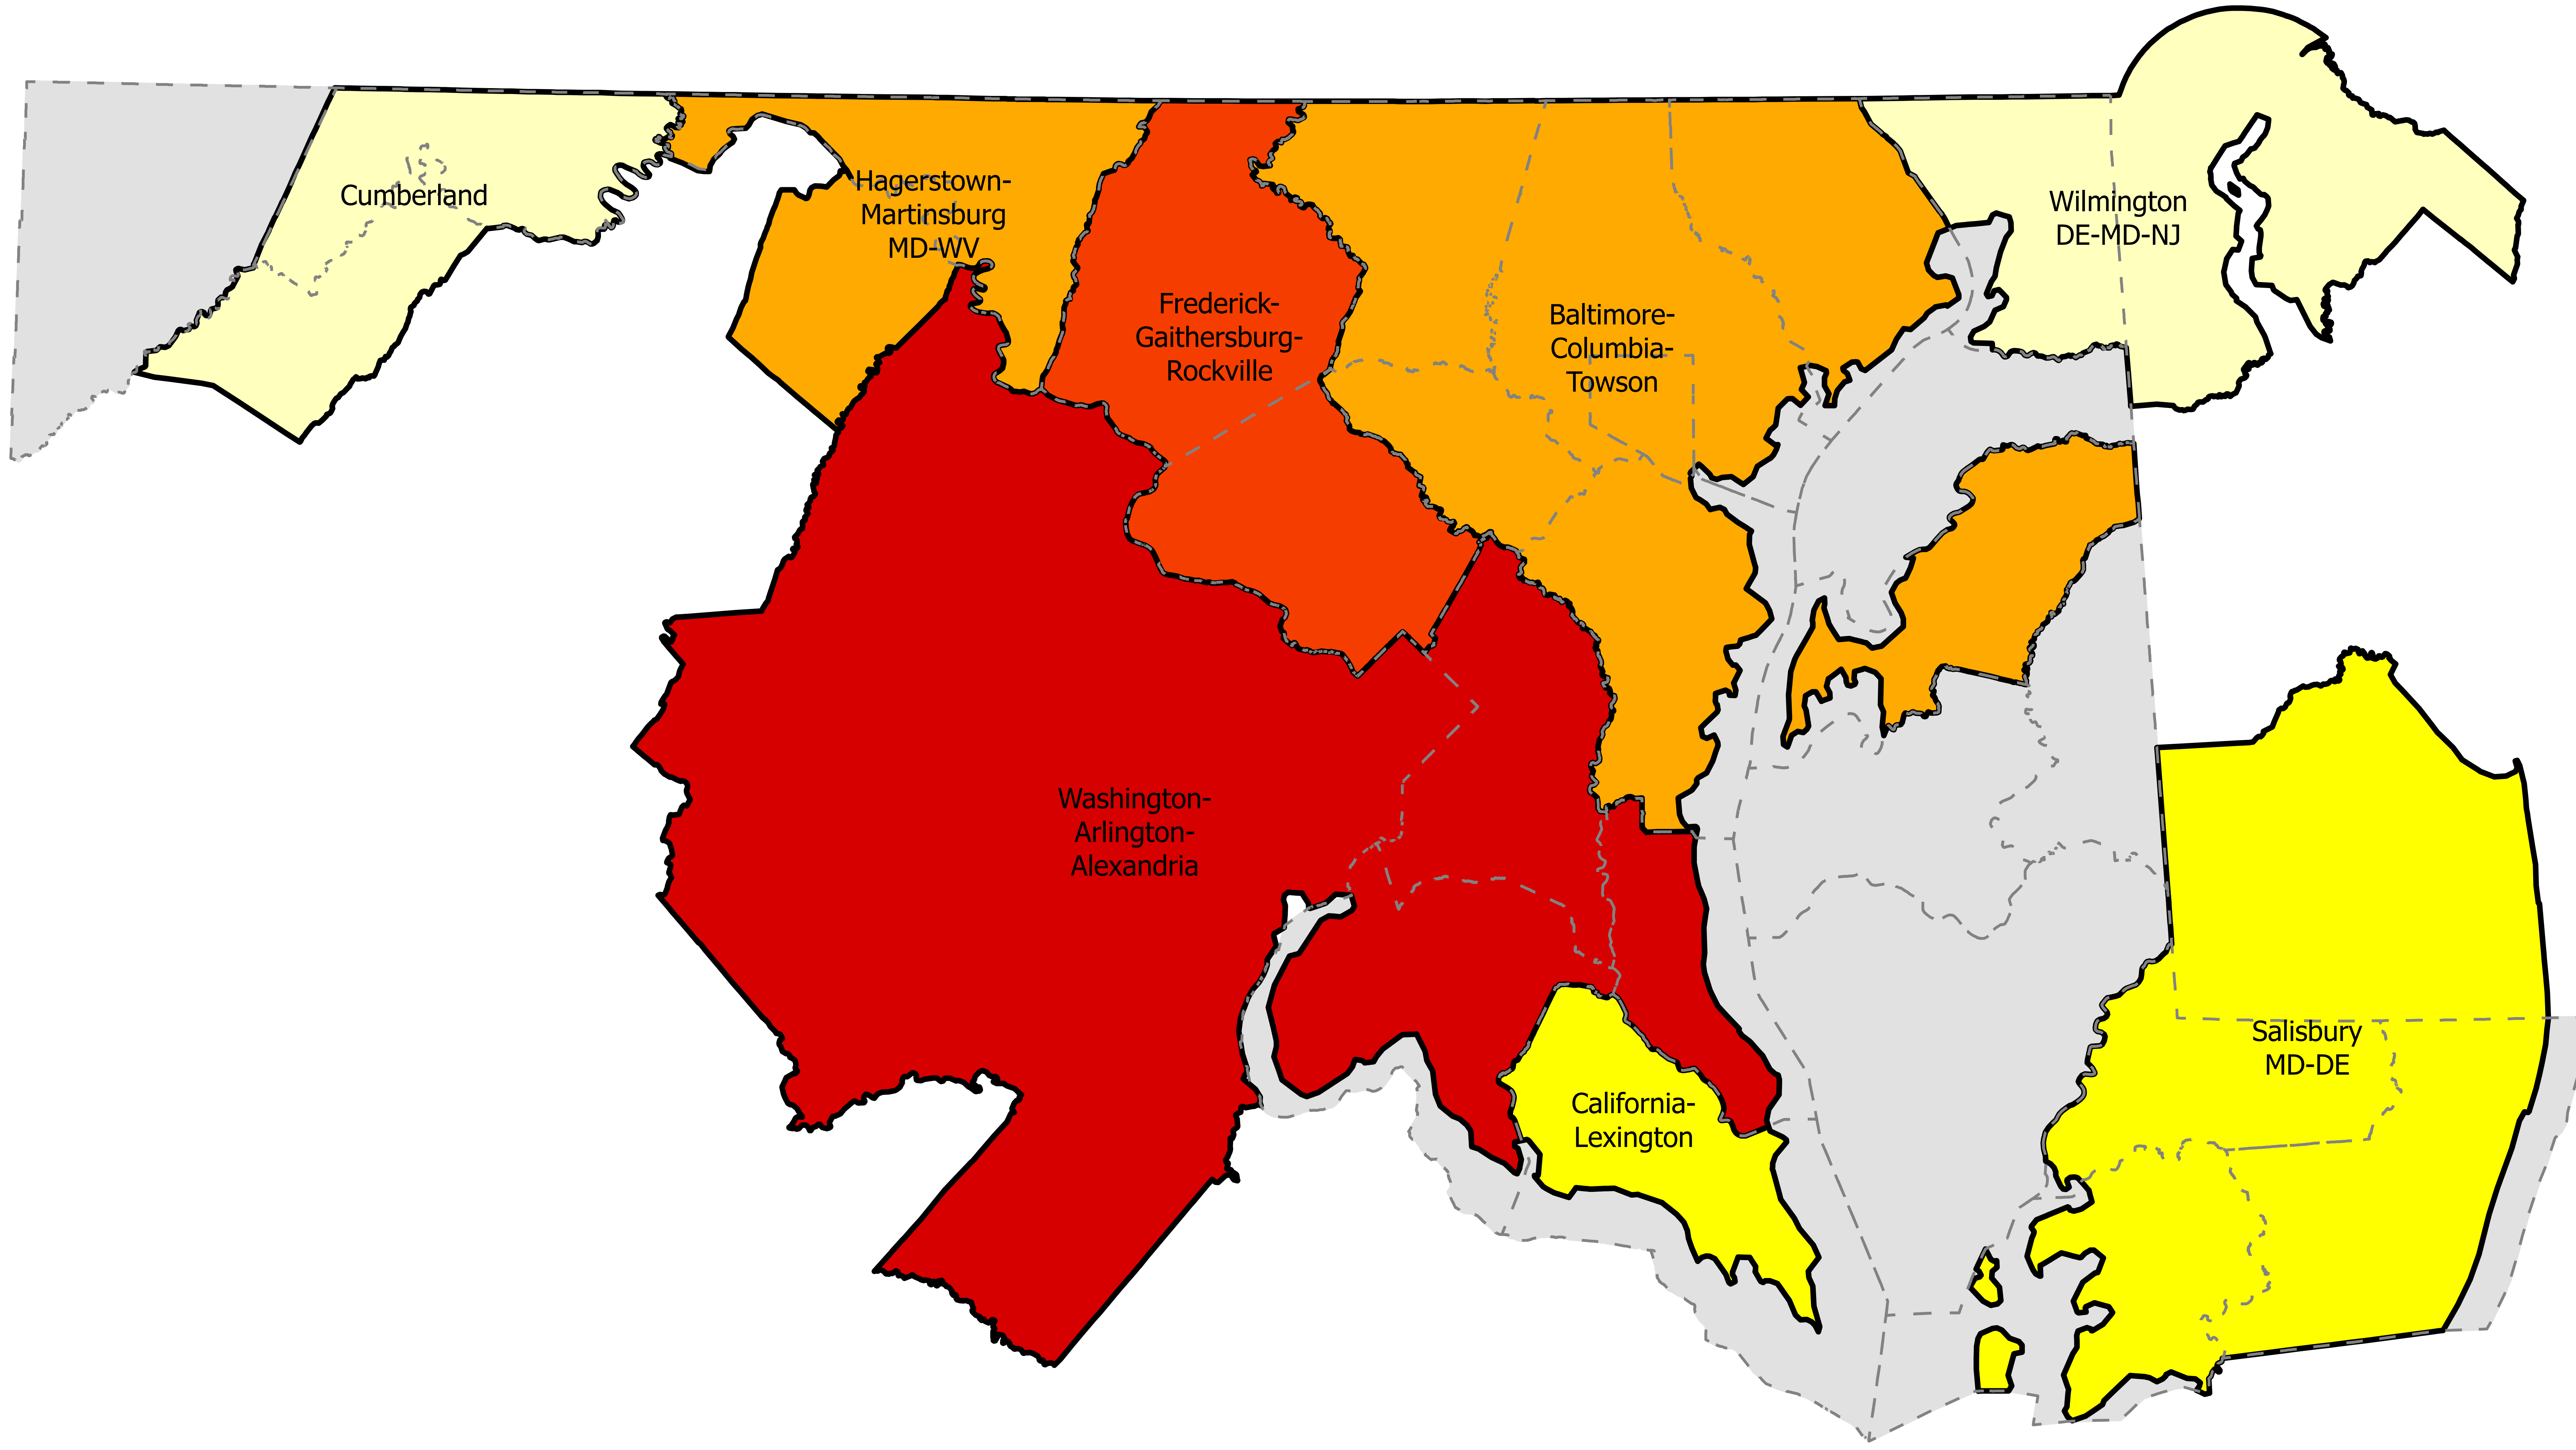 Cumberland
Hagerstown-
Martinsburg
MD-WV
Frederick-
Gaithersburg-
Rockville
Baltimore-
Columbia-
Towson
Wilmington
DE-MD-NJ
Washington-
Arlington-
Alexandria
California-
Lexington
Salisbury
MD-DE